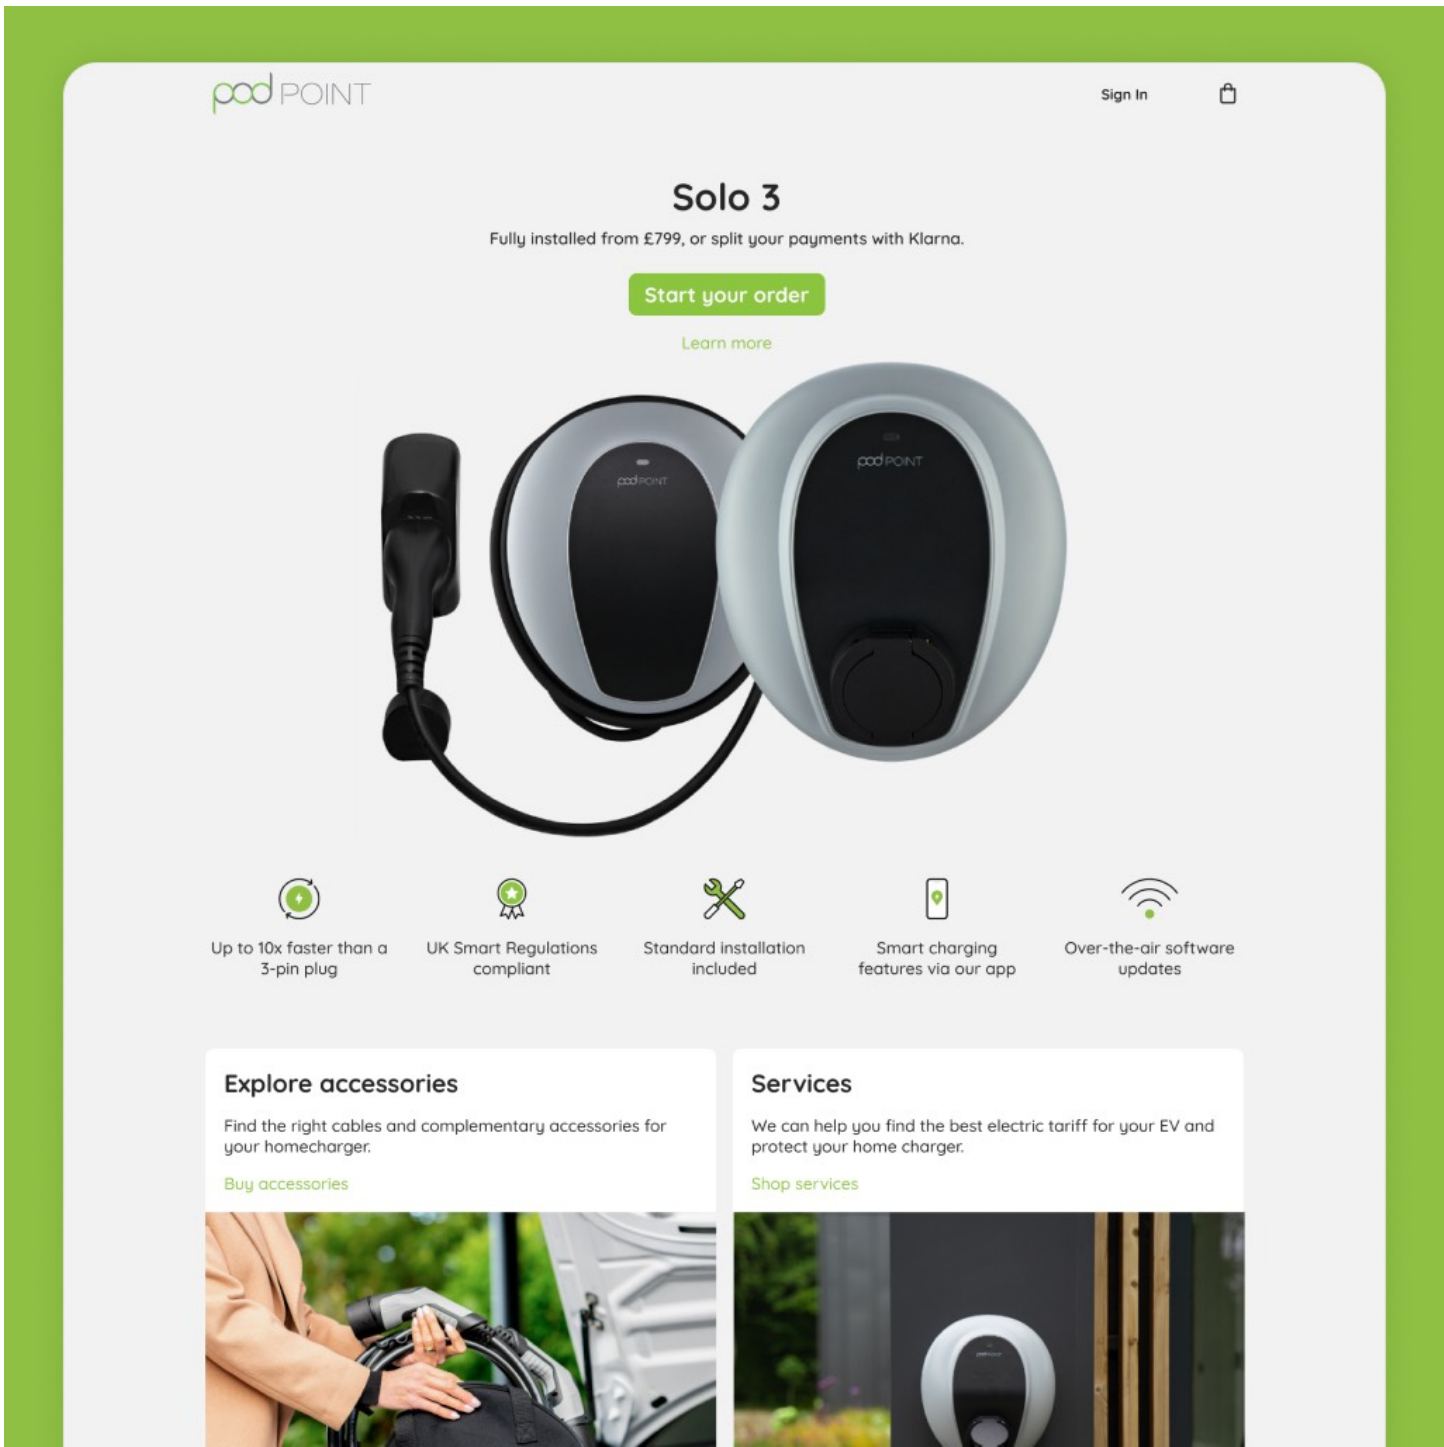 pod POINT
Sign In
Solo 3
Fully installed from £799, or split your payments with Klarna.
Start your order
Learn more
pod POINT
pod POINT
Up to 10x faster than a
3-pin plug
UK Smart Regulations
compliant
Standard installation
included
Smart charging
features via our app
Over-the-air software
updates
Explore accessories
Find the right cables and complementary accessories for
your homecharger.
Buy accessories
Services
We can help you find the best electric tariff for your EV and
protect your home charger.
Shop services